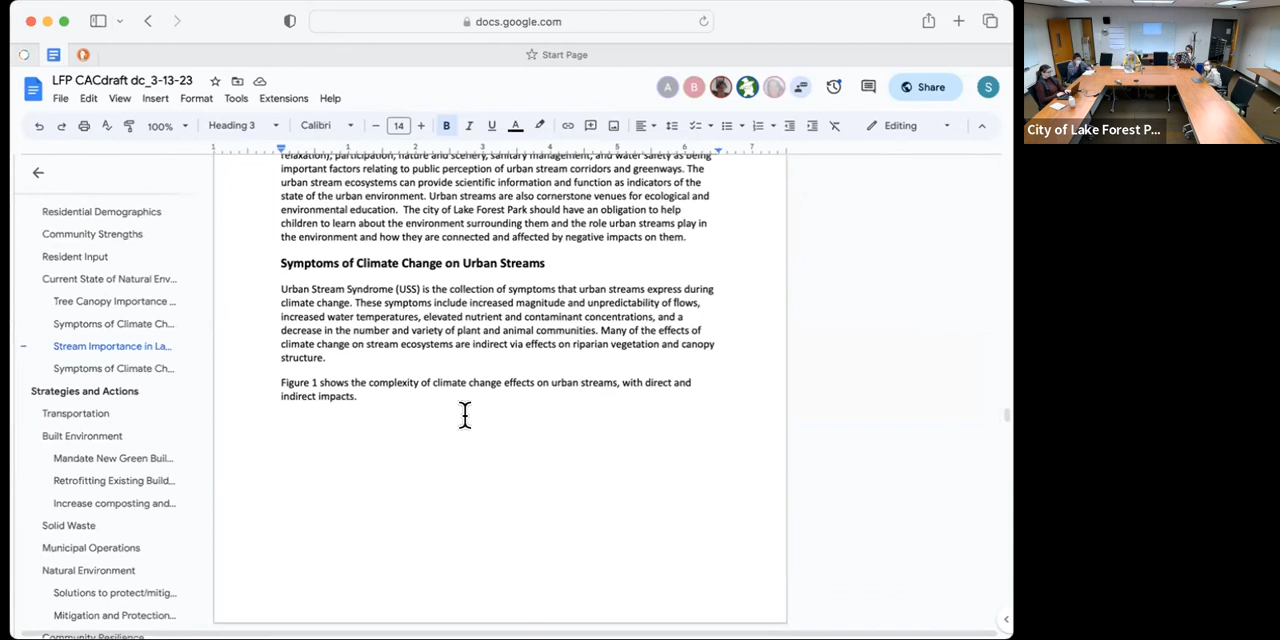 docs.google.com
Start Page
LFP CACdraft dc_3-13-23
A
B
Share
S
File Edit View Insert Format Tools Extensions Help
100% Heading 3 Calibri − 14 + B I U A Editing
1 1 2 3 4 5 6 7
Residential Demographics
Community Strengths
Resident Input
Current State of Natural Env...
Tree Canopy Importance ...
Symptoms of Climate Ch...
Stream Importance in La...
Symptoms of Climate Ch...
Strategies and Actions
Transportation
Built Environment
Mandate New Green Buil...
Retrofitting Existing Build...
Increase composting and...
Solid Waste
Municipal Operations
Natural Environment
Solutions to protect/mitig...
Mitigation and Protection...
Community Resilience
relaxation), participation, nature and scenery, sanitary management, and water safety as being
important factors relating to public perception of urban stream corridors and greenways. The
urban stream ecosystems can provide scientific information and function as indicators of the
state of the urban environment. Urban streams are also cornerstone venues for ecological and
environmental education. The city of Lake Forest Park should have an obligation to help
children to learn about the environment surrounding them and the role urban streams play in
the environment and how they are connected and affected by negative impacts on them.
Symptoms of Climate Change on Urban Streams
Urban Stream Syndrome (USS) is the collection of symptoms that urban streams express during
climate change. These symptoms include increased magnitude and unpredictability of flows,
increased water temperatures, elevated nutrient and contaminant concentrations, and a
decrease in the number and variety of plant and animal communities. Many of the effects of
climate change on stream ecosystems are indirect via effects on riparian vegetation and canopy
structure.
Figure 1 shows the complexity of climate change effects on urban streams, with direct and
indirect impacts.
City of Lake Forest P...